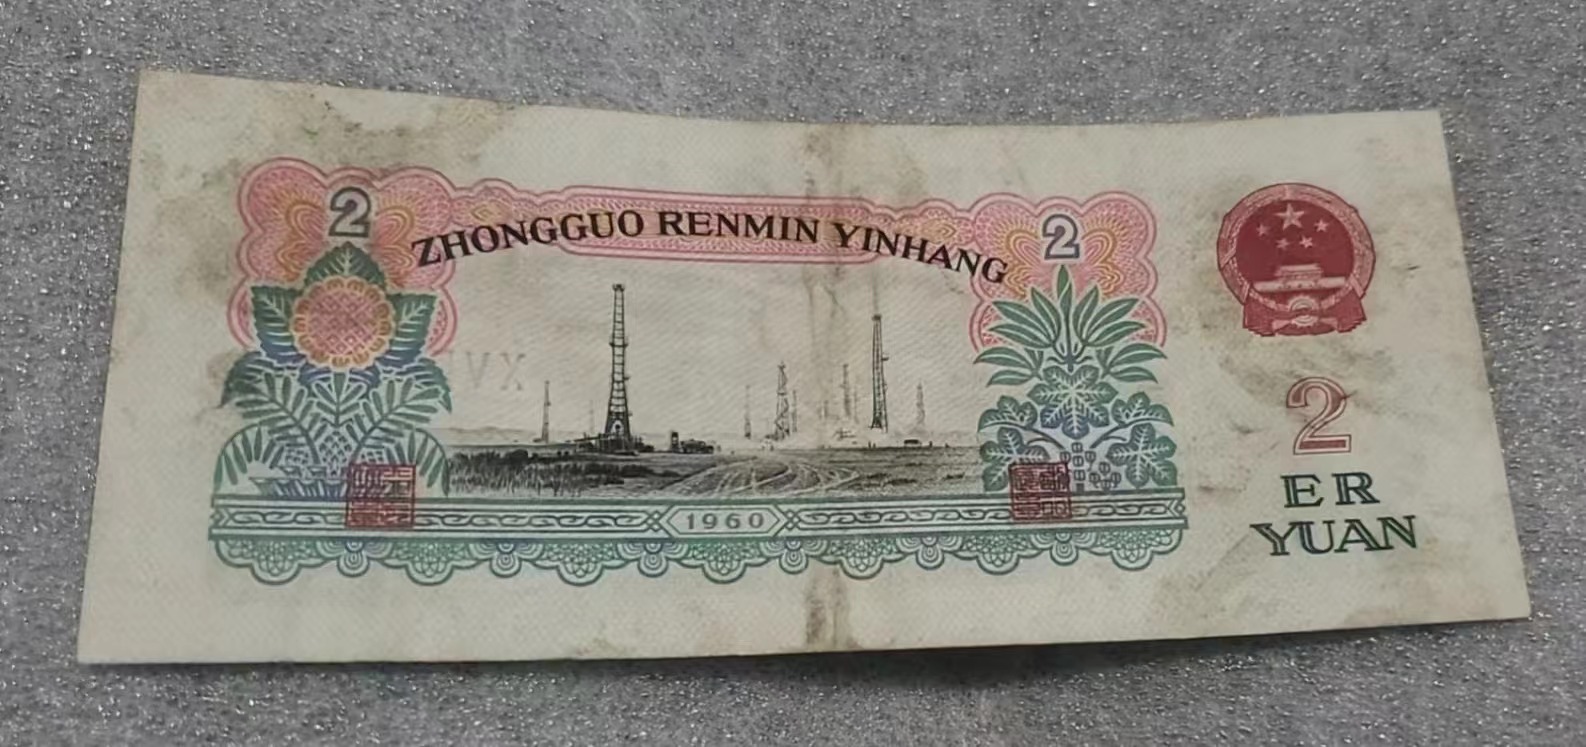 2
ZHONGGUO RENMIN YINHANG
2
1960
2
ER
YUAN